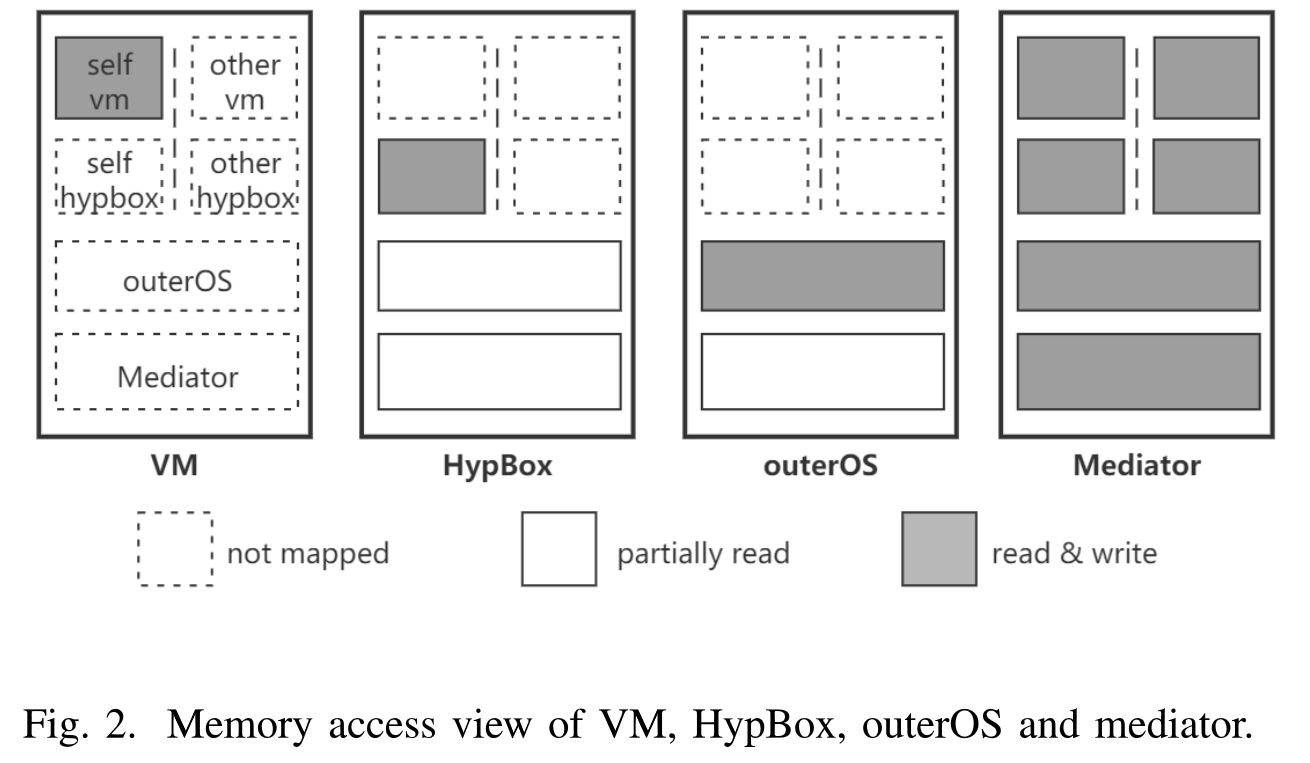 self
vm
other
vm
self
hypbox
other
hypbox
outerOS
Mediator
VM
HypBox
outerOS
Mediator
not mapped
partially read
read & write
Fig. 2. Memory access view of VM, HypBox, outerOS and mediator.